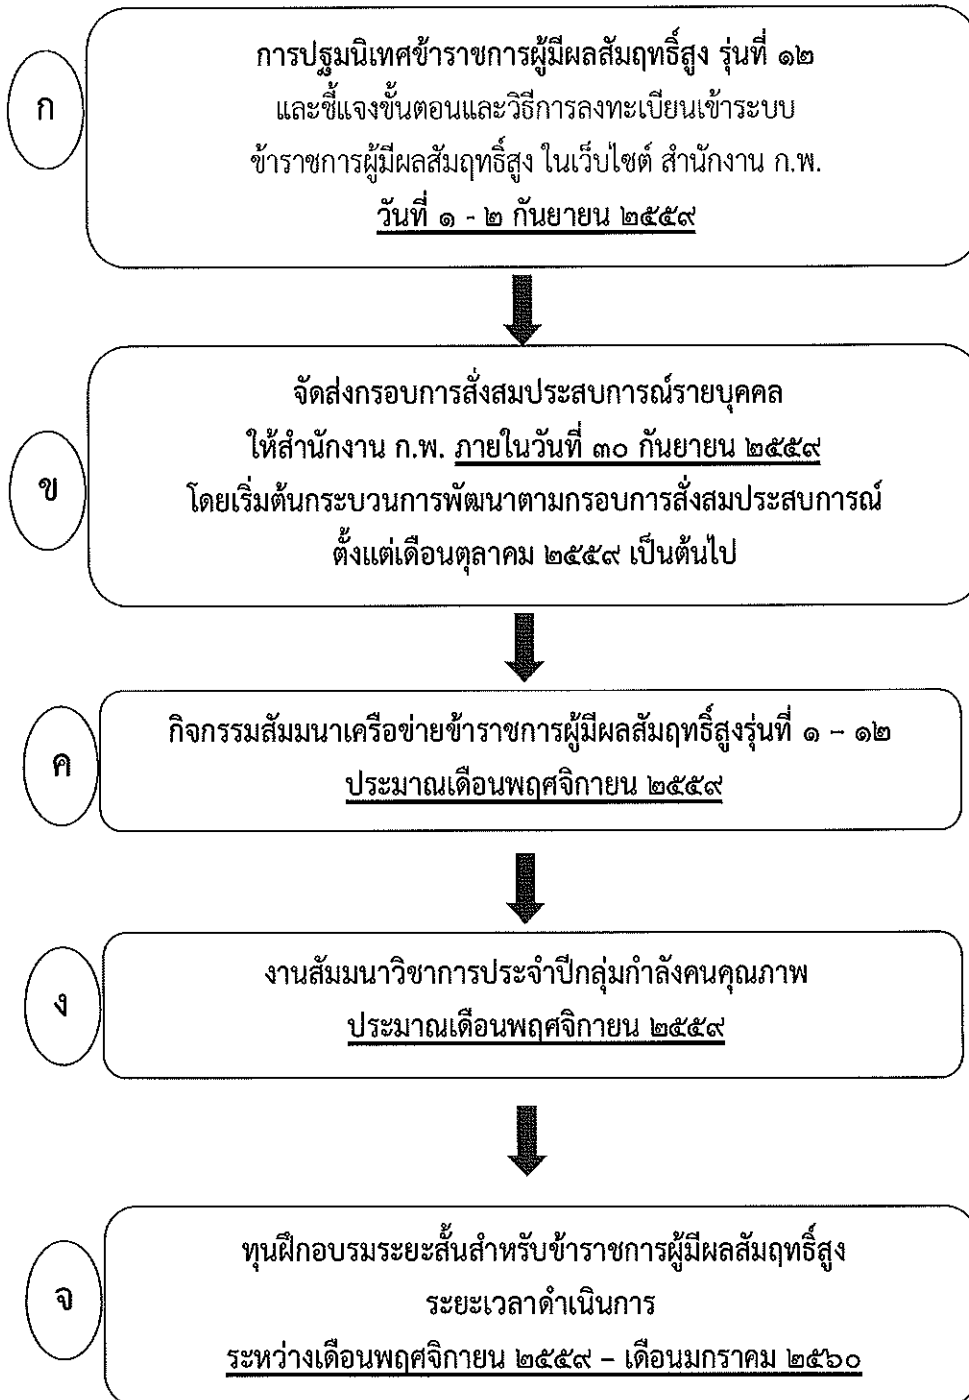 ก
การปฐมนิเทศข้าราชการผู้มีผลสัมฤทธิ์สูง รุ่นที่ ๑๒
และชี้แจงขั้นตอนและวิธีการลงทะเบียนเข้าระบบ
ข้าราชการผู้มีผลสัมฤทธิ์สูง ในเว็บไซต์ สำนักงาน ก.พ.
วันที่ ๑ - ๒ กันยายน ๒๕๕๙
ข
จัดส่งกรอบการสั่งสมประสบการณ์รายบุคคล
ให้สำนักงาน ก.พ. ภายในวันที่ ๓๐ กันยายน ๒๕๕๙
โดยเริ่มต้นกระบวนการพัฒนาตามกรอบการสั่งสมประสบการณ์
ตั้งแต่เดือนตุลาคม ๒๕๕๙ เป็นต้นไป
ค
กิจกรรมสัมมนาเครือข่ายข้าราชการผู้มีผลสัมฤทธิ์สูงรุ่นที่ ๑ – ๑๒
ประมาณเดือนพฤศจิกายน ๒๕๕๙
ง
งานสัมมนาวิชาการประจำปีกลุ่มกำลังคนคุณภาพ
ประมาณเดือนพฤศจิกายน ๒๕๕๙
จ
ทุนฝึกอบรมระยะสั้นสำหรับข้าราชการผู้มีผลสัมฤทธิ์สูง
ระยะเวลาดำเนินการ
ระหว่างเดือนพฤศจิกายน ๒๕๕๙ – เดือนมกราคม ๒๕๖๐